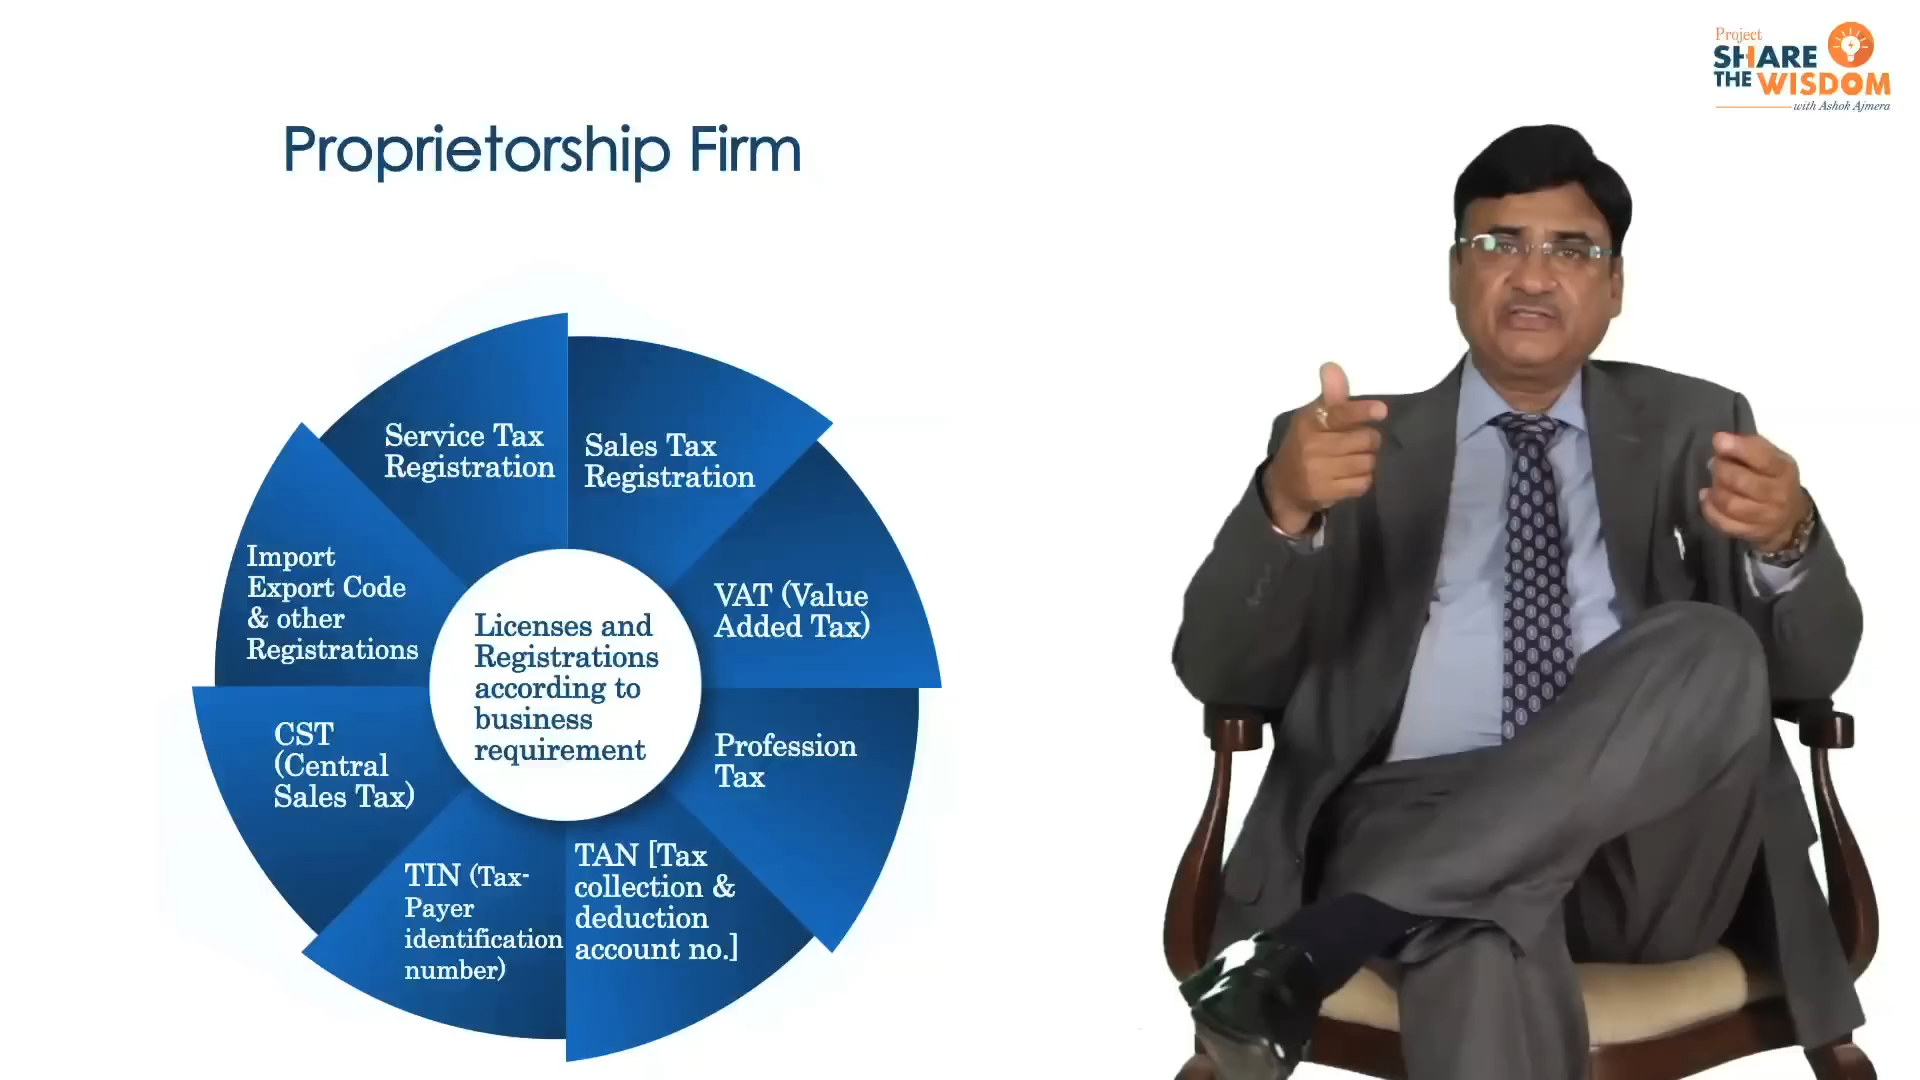 Project
SHARE
THE WISDOM
with Ashok Ajmera
Proprietorship Firm
Service Tax
Registration
Sales Tax
Registration
VAT (Value
Added Tax)
Profession
Tax
TAN [Tax
collection &
deduction
account no.]
TIN (Tax-
Payer
identification
number)
CST
(Central
Sales Tax)
Import
Export Code
& other
Registrations
Licenses and
Registrations
according to
business
requirement